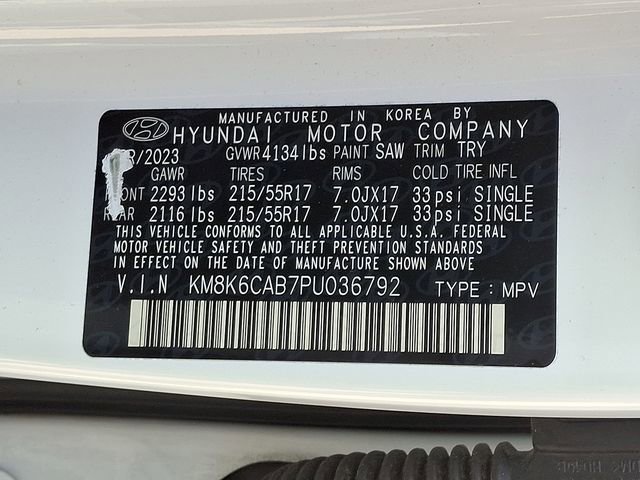 MANUFACTURED IN KOREA BY
HYUNDAI MOTOR COMPANY
/2023 GVWR 4134lbs PAINT SAW TRIM TRY
GAWR TIRES RIMS COLD TIRE INFL
2293lbs 215/55R17 7.0JX17 33psi SINGLE
2116lbs 215/55R17 7.0JX17 33psi SINGLE
THIS VEHICLE CONFORMS TO ALL APPLICABLE U.S.A. FEDERAL
MOTOR VEHICLE SAFETY AND THEFT PREVENTION STANDARDS
IN EFFECT ON THE DATE OF MANUFACTURE SHOWN ABOVE
V.I.N KM8K6CAB7PU036792 TYPE : MPV